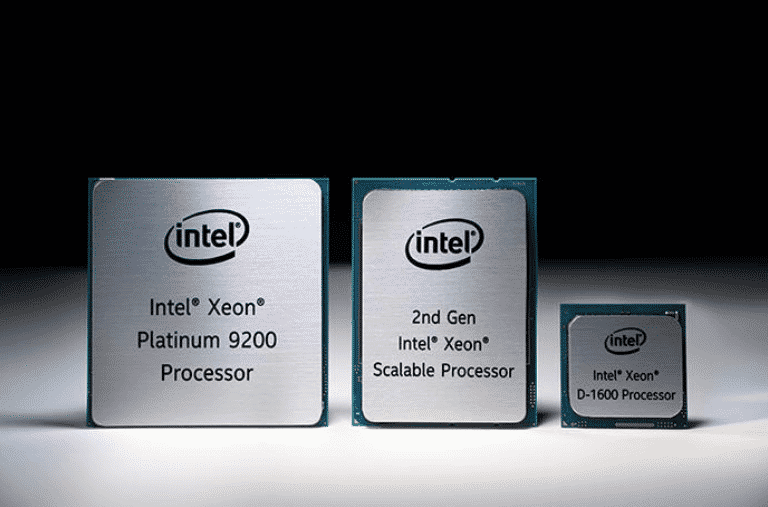 intel®
Intel® Xeon®
Platinum 9200
Processor
intel®
2nd Gen
Intel® Xeon®
Scalable Processor
intel®
Intel® Xeon®
D-1600 Processor